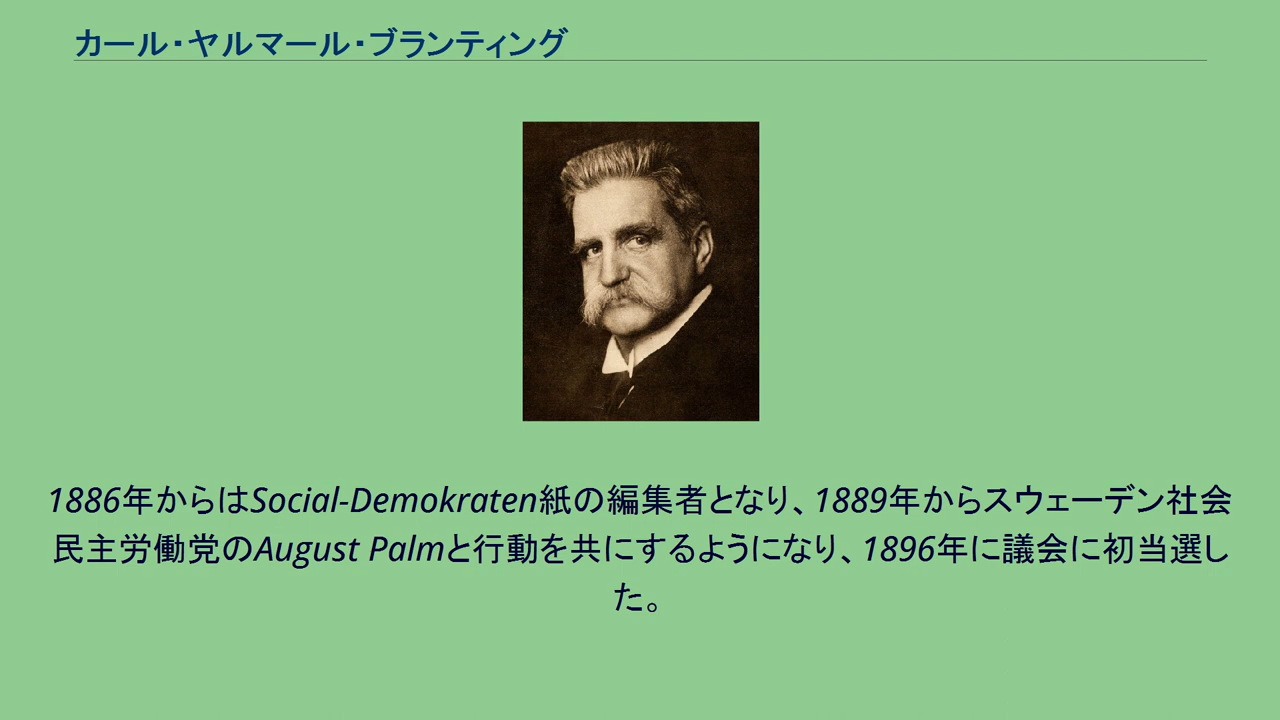 カール・ヤルマール・ブランティング
1886年からはSocial-Demokraten紙の編集者となり、1889年からスウェーデン社会
民主労働党のAugust Palmと行動を共にするようになり、1896年に議会に初当選し
た。